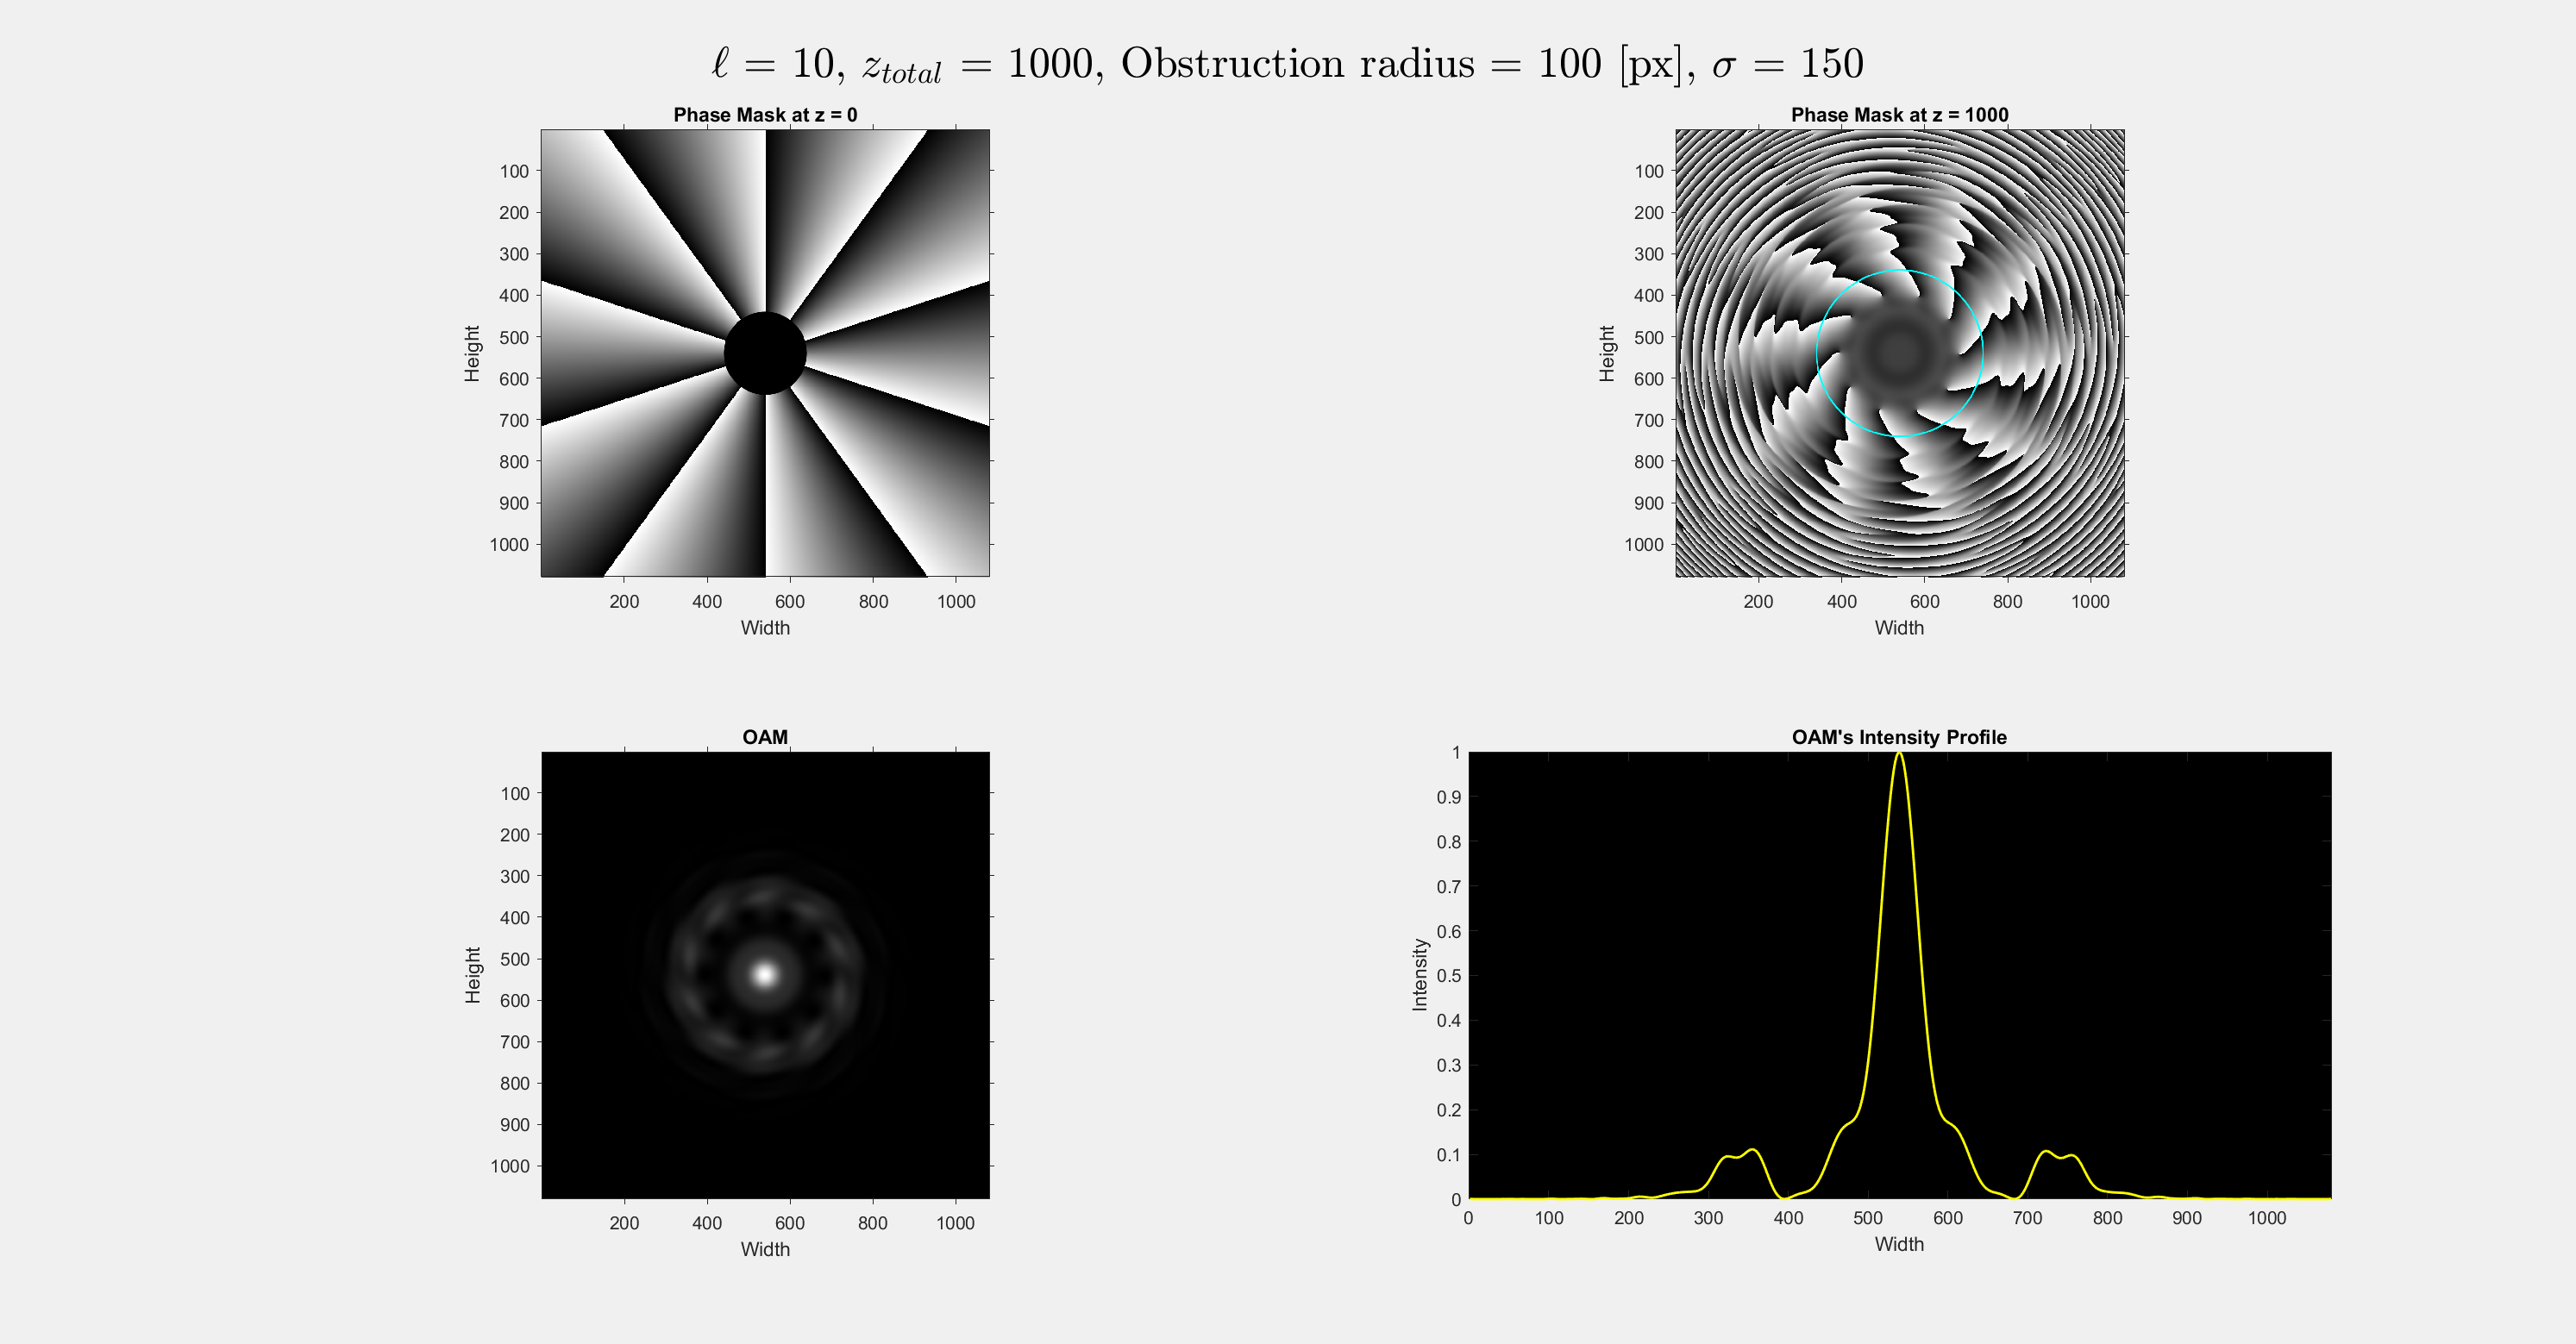 ℓ = 10, z_total = 1000, Obstruction radius = 100 [px], σ = 150
Phase Mask at z = 0
100
200
300
400
500
600
700
800
900
1000
Height
200 400 600 800 1000
Width
Phase Mask at z = 1000
100
200
300
400
500
600
700
800
900
1000
Height
200 400 600 800 1000
Width
OAM
100
200
300
400
500
600
700
800
900
1000
Height
200 400 600 800 1000
Width
OAM's Intensity Profile
1
0.9
0.8
0.7
0.6
0.5
0.4
0.3
0.2
0.1
0
Intensity
0 100 200 300 400 500 600 700 800 900 1000
Width